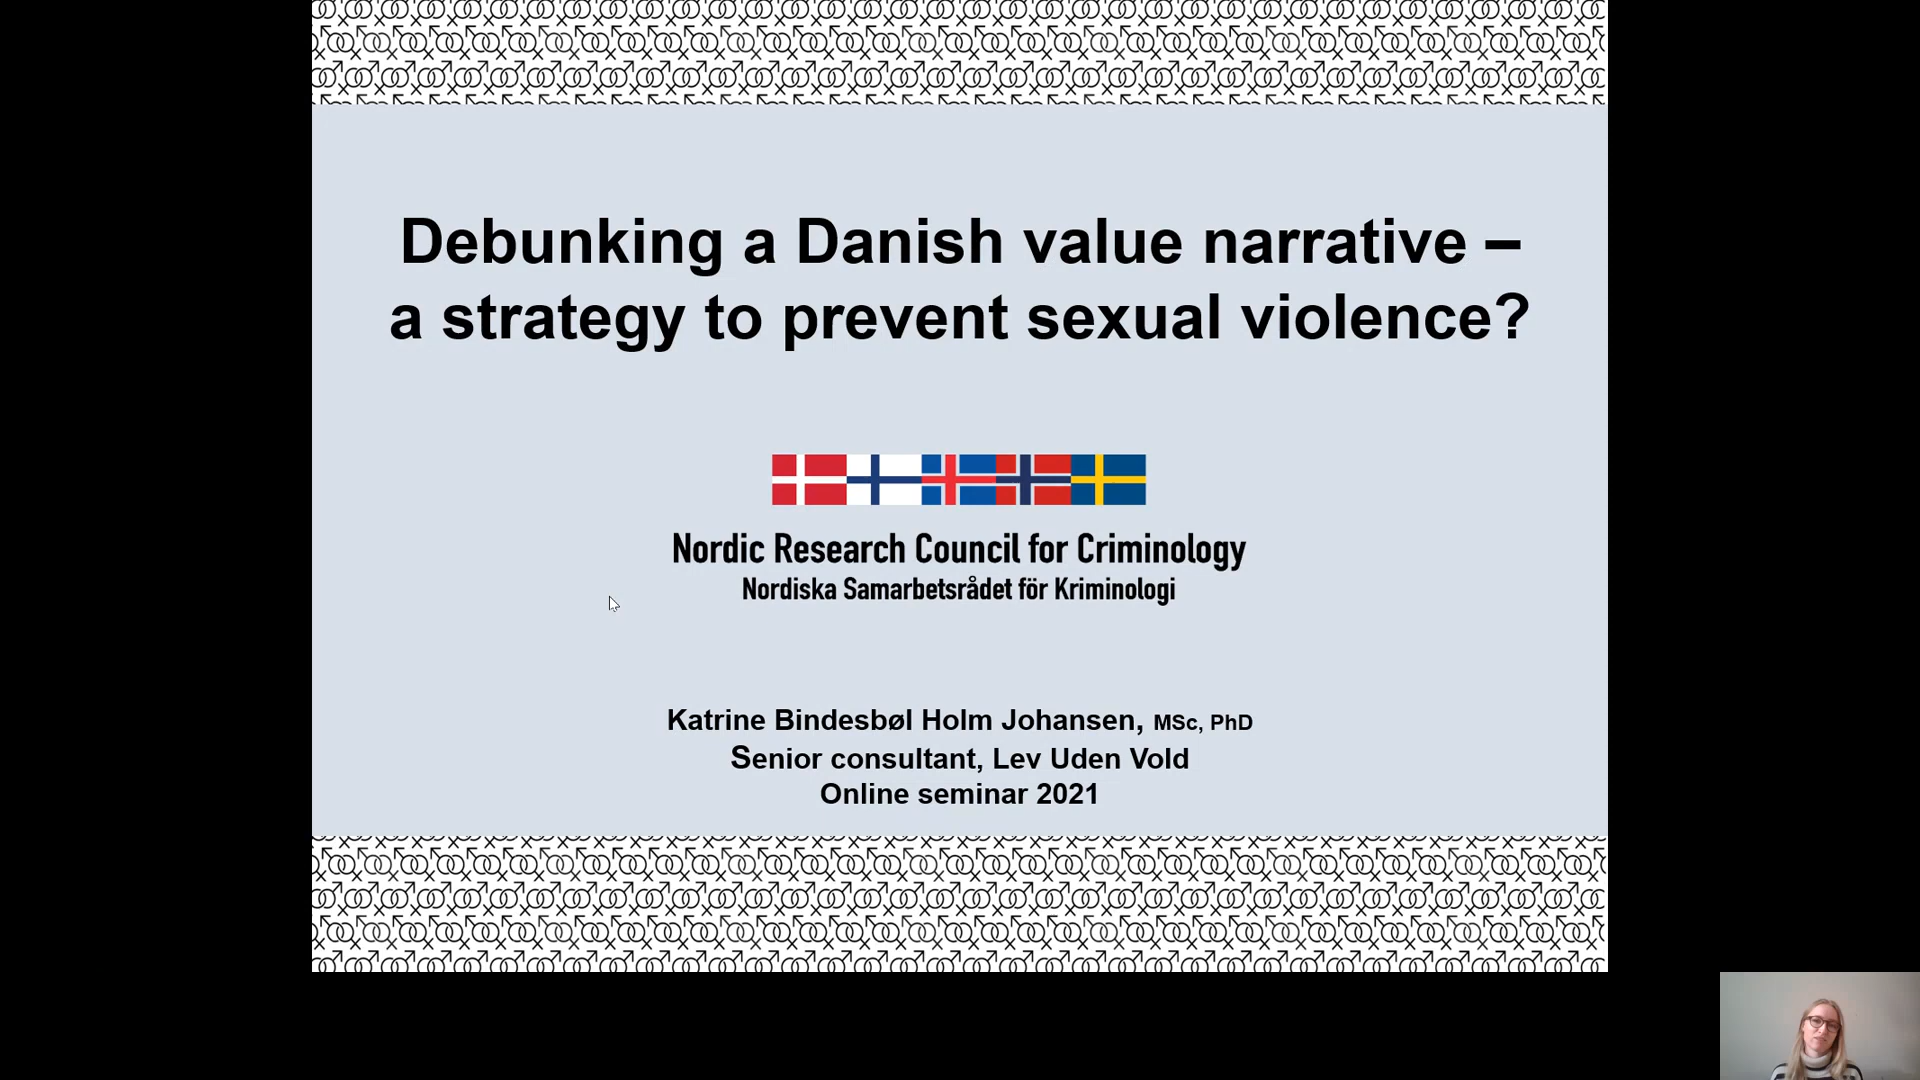 Debunking a Danish value narrative –
a strategy to prevent sexual violence?
Nordic Research Council for Criminology
Nordiska Samarbetsrådet för Kriminologi
Katrine Bindesbøl Holm Johansen, MSc, PhD
Senior consultant, Lev Uden Vold
Online seminar 2021